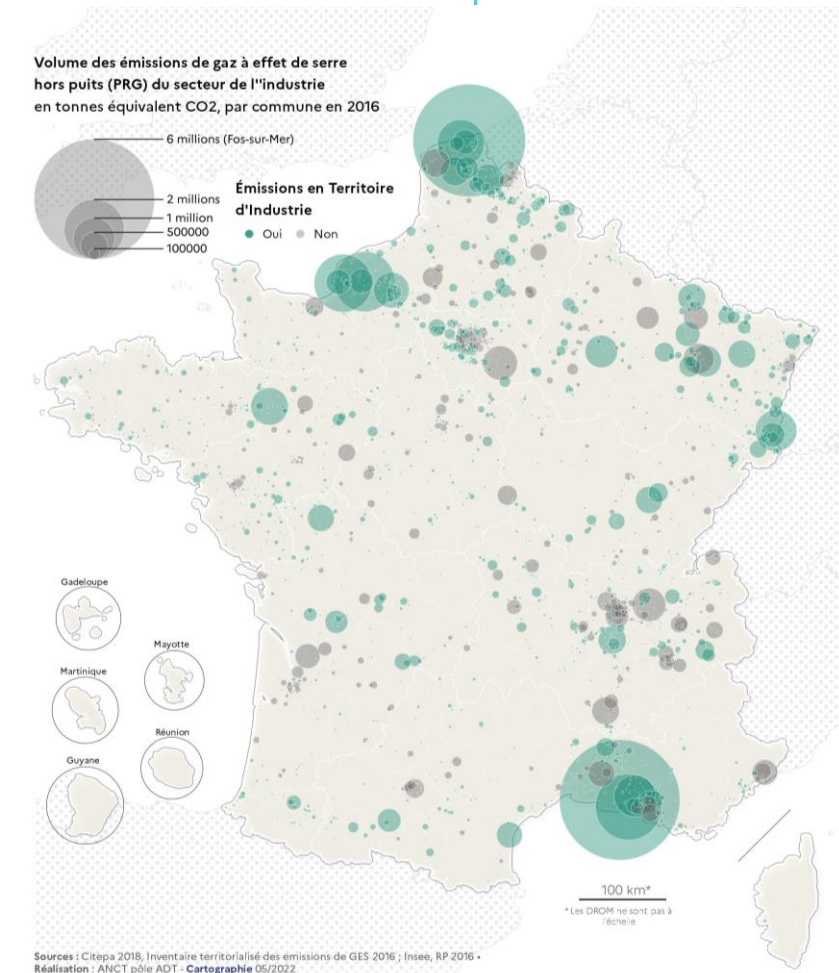 Volume des émissions de gaz à effet de serre
hors puits (PRG) du secteur de l''industrie
en tonnes équivalent CO2, par commune en 2016
6 millions (Fos-sur-Mer)
2 millions
1 million
500000
100000
Émissions en Territoire
d'Industrie
Oui
Non
Gadeloupe
Mayotte
Martinique
Réunion
Guyane
100 km*
* Les DROM ne sont pas à
l'échelle
Sources : Citepa 2018, Inventaire territorialisé des emissions de GES 2016 ; Insee, RP 2016 •
Réalisation : ANCT pôle ADT - Cartographie 05/2022